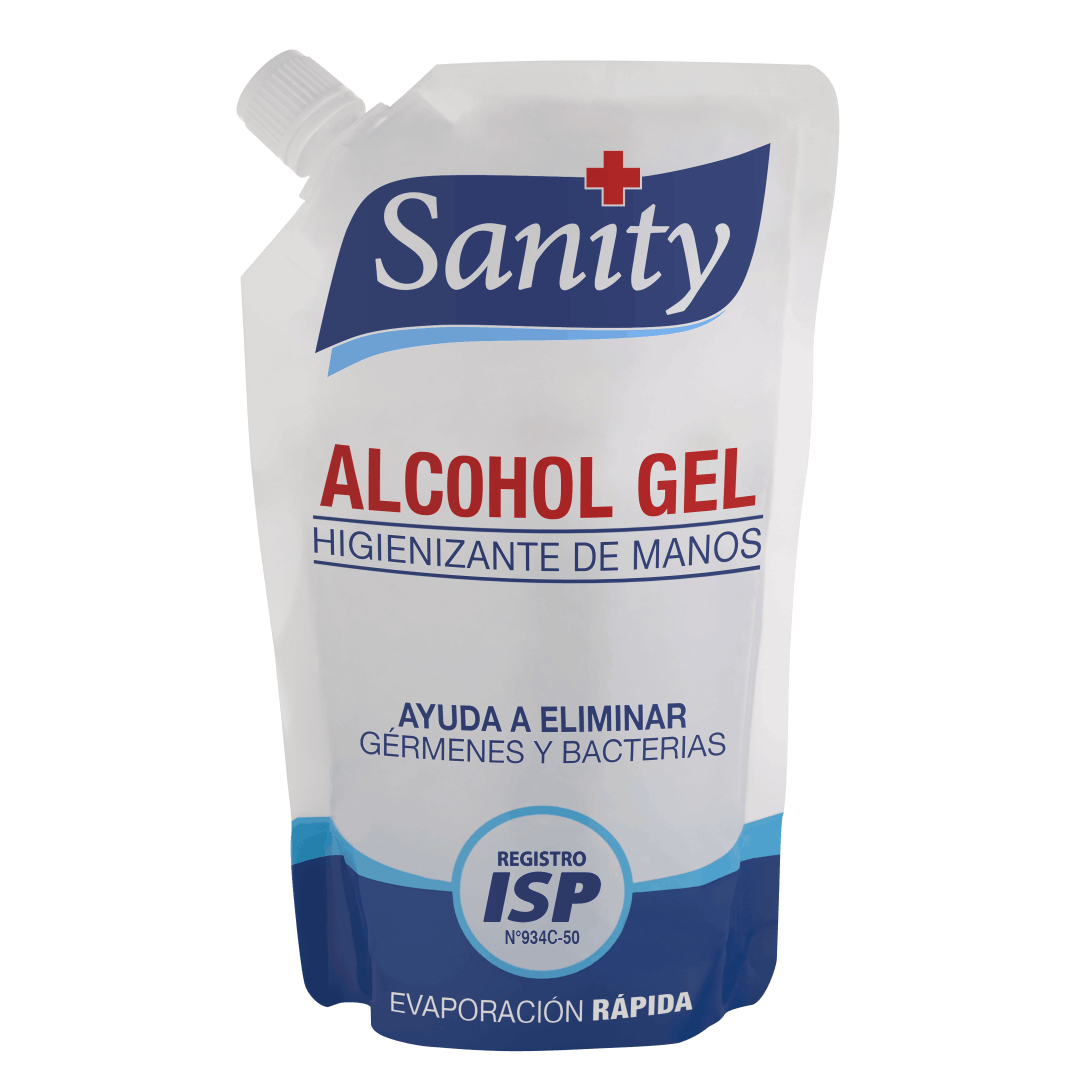 Sanity
ALCOHOL GEL
HIGIENIZANTE DE MANOS
AYUDA A ELIMINAR
GÉRMENES Y BACTERIAS
REGISTRO
ISP
N°934C-50
EVAPORACIÓN RÁPIDA